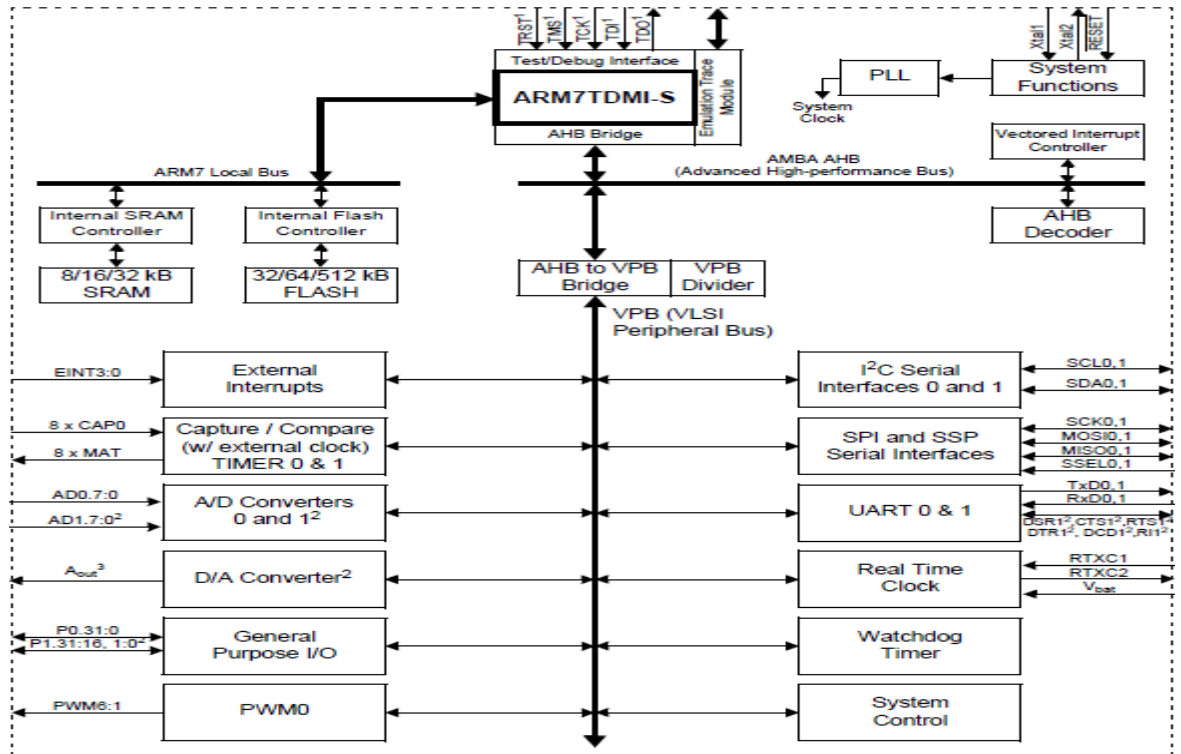 TRST¹
TMS¹
TCK¹
TDI¹
TDO¹
Xtal1
Xtal2
RESET
Test/Debug Interface
ARM7TDMI-S
AHB Bridge
Emulation Trace
Module
PLL
System
Functions
System
Clock
Vectored Interrupt
Controller
ARM7 Local Bus
AMBA AHB
(Advanced High-performance Bus)
Internal SRAM
Controller
Internal Flash
Controller
AHB
Decoder
8/16/32 kB
SRAM
32/64/512 kB
FLASH
AHB to VPB
Bridge
VPB
Divider
VPB (VLSI
Peripheral Bus)
EINT3:0
External
Interrupts
I²C Serial
Interfaces 0 and 1
SCL0,1
SDA0,1
8 x CAP0
8 x MAT
Capture / Compare
(w/ external clock)
TIMER 0 & 1
SPI and SSP
Serial Interfaces
SCK0,1
MOSI0,1
MISO0,1
SSEL0,1
AD0.7:0
AD1.7:0²
A/D Converters
0 and 1²
UART 0 & 1
TxD0,1
RxD0,1
DSR1²,CTS1²,RTS1²
DTR1², DCD1²,RI1²
Aout³
D/A Converter²
Real Time
Clock
RTXC1
RTXC2
Vbat
P0.31:0
P1.31:16, 1:0²
General
Purpose I/O
Watchdog
Timer
PWM6:1
PWM0
System
Control